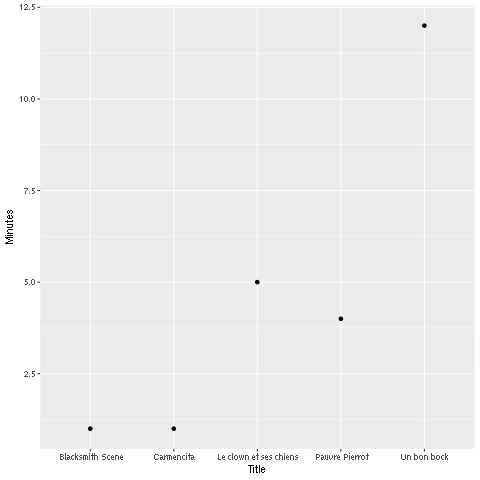 12.5
10.0
7.5
5.0
2.5
Minutes
Blacksmith Scene Carmencita Le clown et ses chiens Pauvre Pierrot Un bon bock
Title